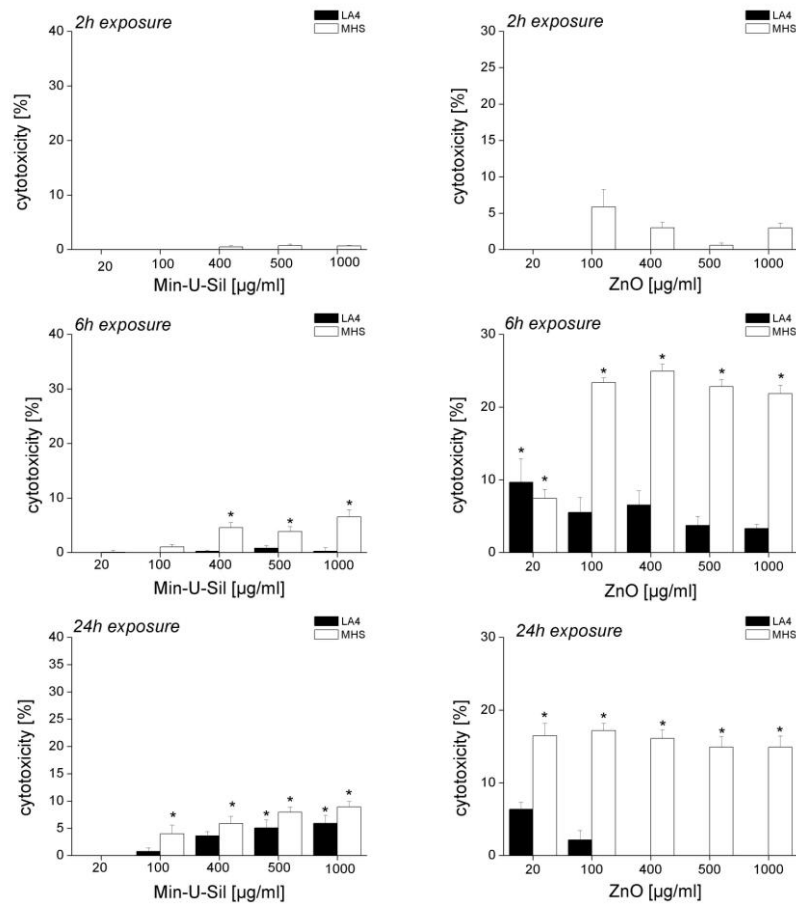 2h exposure
LA4
MHS
cytotoxicity [%]
40
30
20
10
0
20 100 400 500 1000
Min-U-Sil [µg/ml]
2h exposure
LA4
MHS
cytotoxicity [%]
30
25
20
15
10
5
0
20 100 400 500 1000
ZnO [µg/ml]
6h exposure
LA4
MHS
cytotoxicity [%]
40
30
20
10
0
* * *
20 100 400 500 1000
Min-U-Sil [µg/ml]
6h exposure
LA4
MHS
cytotoxicity [%]
30
20
10
0
* * * * * *
20 100 400 500 1000
ZnO [µg/ml]
24h exposure
LA4
MHS
cytotoxicity [%]
40
35
30
25
20
15
10
5
0
* * * * * *
20 100 400 500 1000
Min-U-Sil [µg/ml]
24h exposure
LA4
MHS
cytotoxicity [%]
30
20
10
0
* * * * *
20 100 400 500 1000
ZnO [µg/ml]